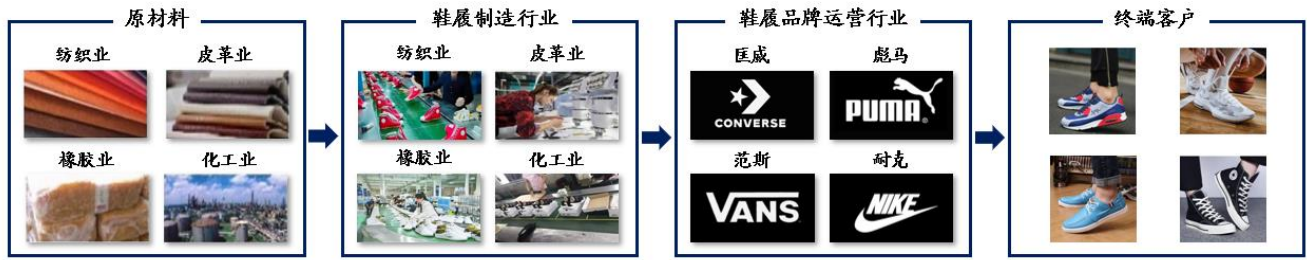 原材料
鞋履制造行业
鞋履品牌运营行业
终端客户
纺织业
皮革业
纺织业
皮革业
匡威
彪马
CONVERSE
PUMA®
橡胶业
化工业
橡胶业
化工业
范斯
耐克
VANS
NIKE